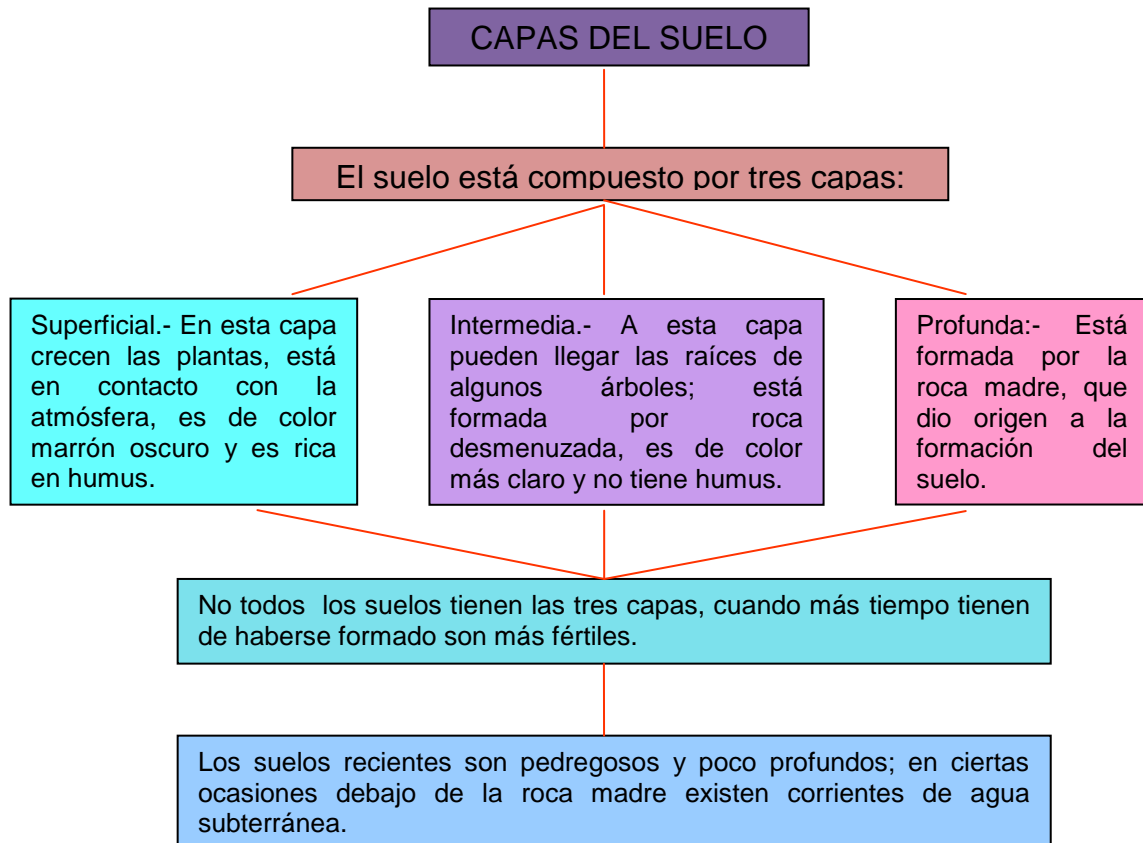 CAPAS DEL SUELO
El suelo está compuesto por tres capas:
Superficial.- En esta capa
crecen las plantas, está
en contacto con la
atmósfera, es de color
marrón oscuro y es rica
en humus.
Intermedia.- A esta capa
pueden llegar las raíces de
algunos árboles; está
formada por roca
desmenuzada, es de color
más claro y no tiene humus.
Profunda:- Está
formada por la
roca madre, que
dio origen a la
formación del
suelo.
No todos los suelos tienen las tres capas, cuando más tiempo tienen
de haberse formado son más fértiles.
Los suelos recientes son pedregosos y poco profundos; en ciertas
ocasiones debajo de la roca madre existen corrientes de agua
subterránea.